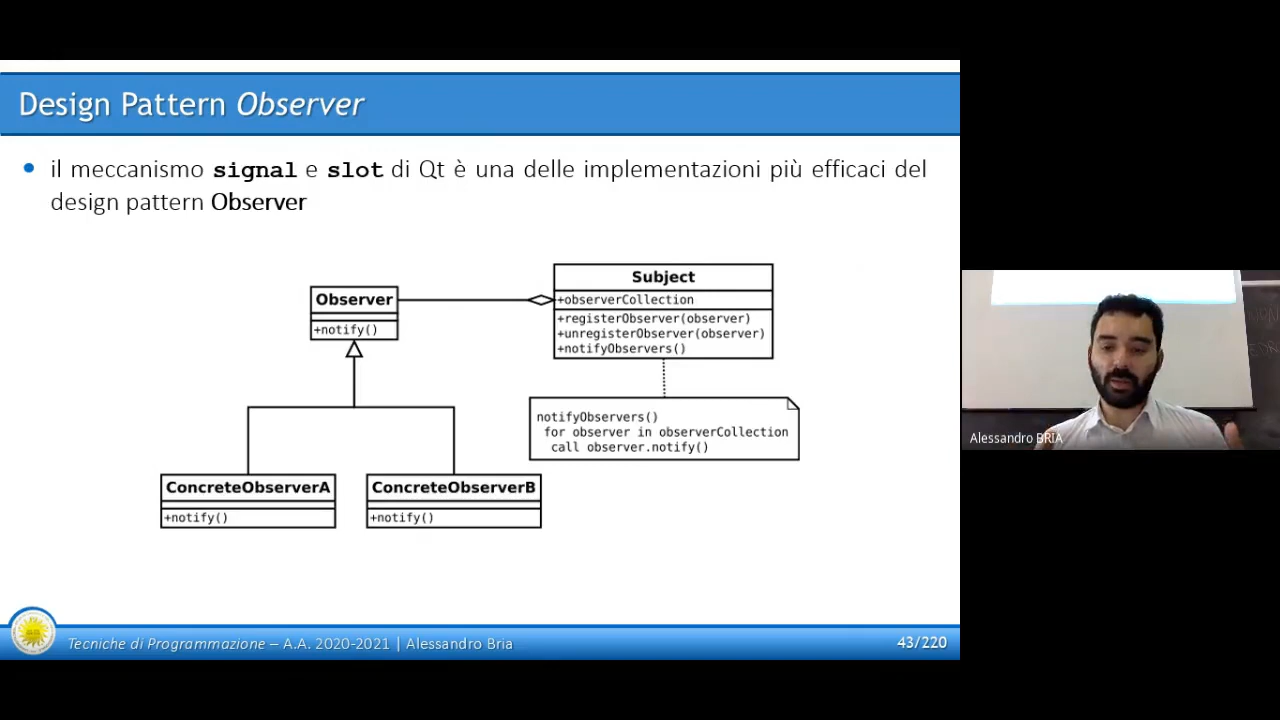 Design Pattern Observer
il meccanismo signal e slot di Qt è una delle implementazioni più efficaci del
design pattern Observer
Observer
+notify()
Subject
+observerCollection
+registerObserver(observer)
+unregisterObserver(observer)
+notifyObservers()
notifyObservers()
for observer in observerCollection
call observer.notify()
ConcreteObserverA
+notify()
ConcreteObserverB
+notify()
Alessandro BRIA
Tecniche di Programmazione – A.A. 2020-2021 | Alessandro Bria
43/220